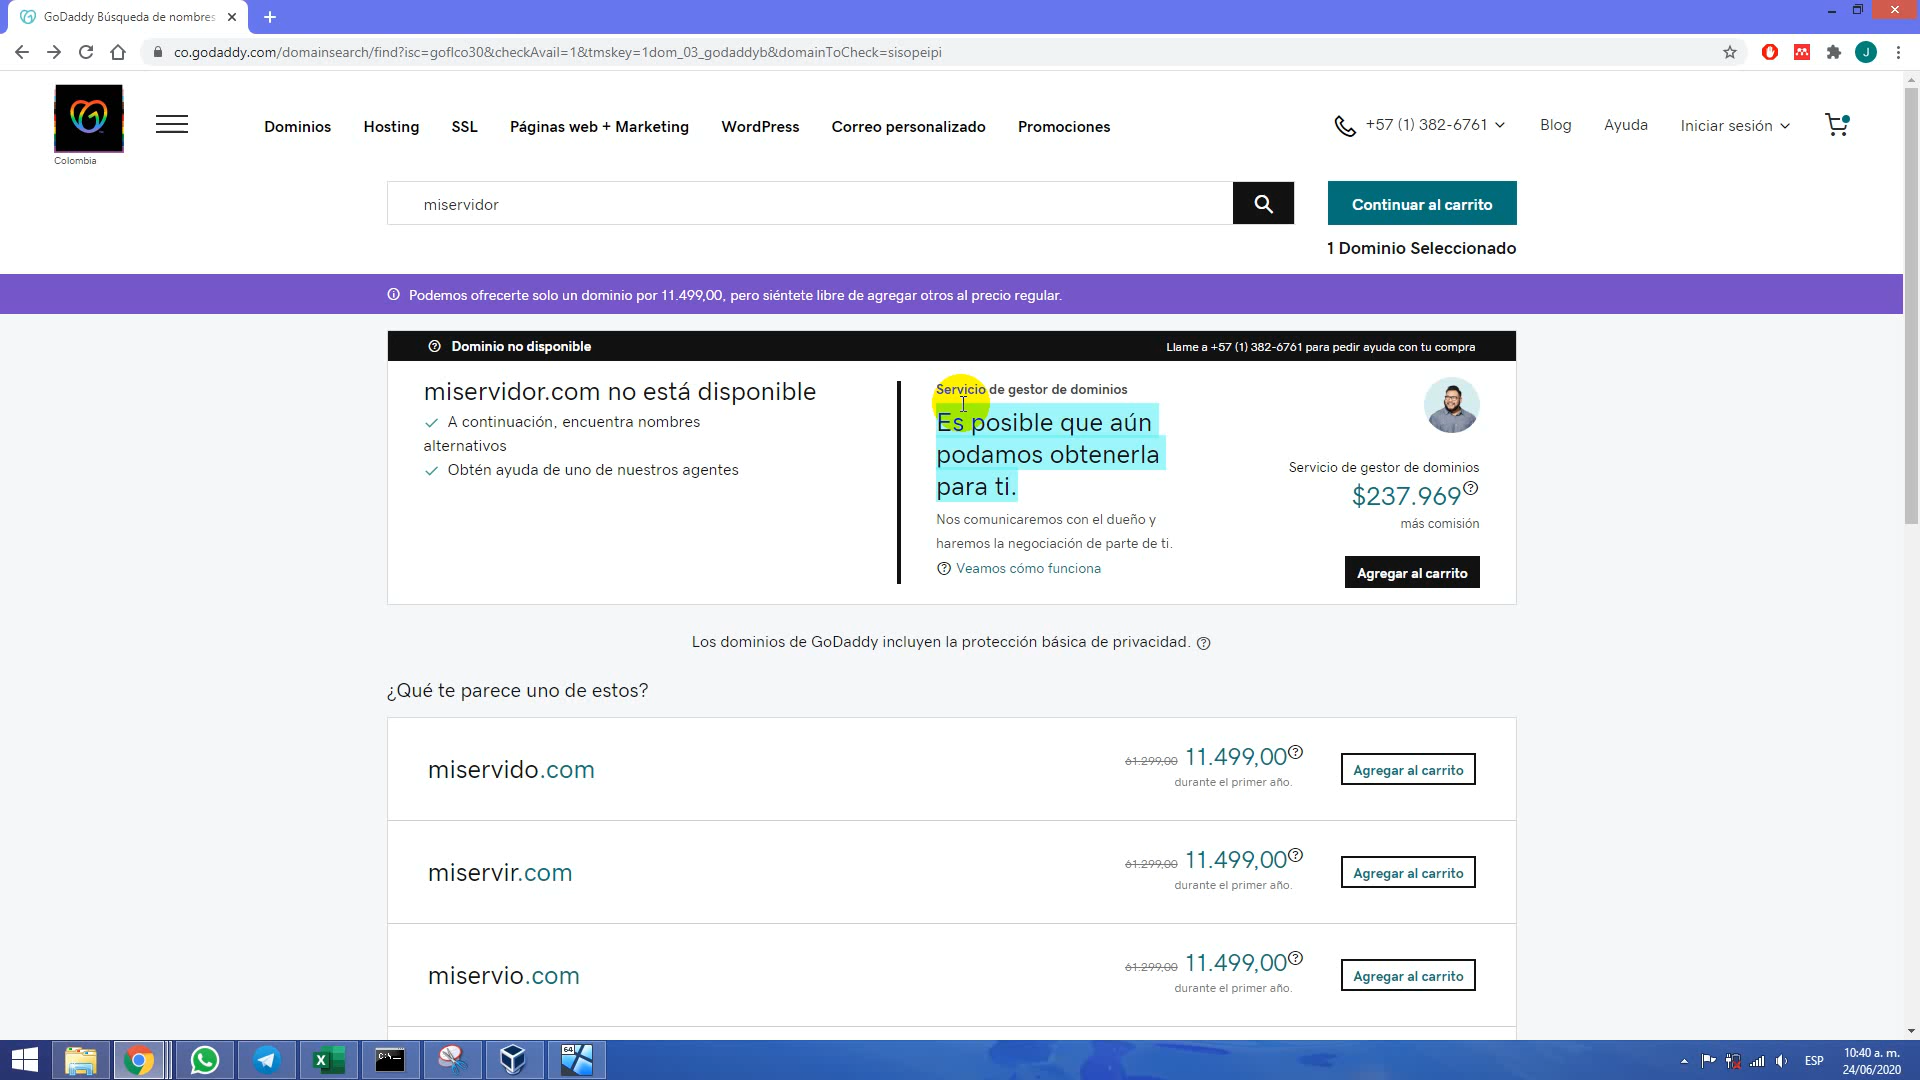 GoDaddy Búsqueda de nombres
co.godaddy.com/domainsearch/find?isc=goflco30&checkAvail=1&tmskey=1dom_03_godaddyb&domainToCheck=sisopeipi
J
Colombia
Dominios Hosting SSL Páginas web + Marketing WordPress Correo personalizado Promociones
+57 (1) 382-6761 Blog Ayuda Iniciar sesión
miservidor
Continuar al carrito
1 Dominio Seleccionado
Podemos ofrecerte solo un dominio por 11.499,00, pero siéntete libre de agregar otros al precio regular.
Dominio no disponible
Llame a +57 (1) 382-6761 para pedir ayuda con tu compra
miservidor.com no está disponible
A continuación, encuentra nombres
alternativos
Obtén ayuda de uno de nuestros agentes
Servicio de gestor de dominios
Es posible que aún
podamos obtenerla
para ti.
Nos comunicaremos con el dueño y
haremos la negociación de parte de ti.
Veamos cómo funciona
Servicio de gestor de dominios
$237.969
más comisión
Agregar al carrito
Los dominios de GoDaddy incluyen la protección básica de privacidad.
¿Qué te parece uno de estos?
miservido.com
61.299,00 11.499,00
durante el primer año.
Agregar al carrito
miservir.com
61.299,00 11.499,00
durante el primer año.
Agregar al carrito
miservio.com
61.299,00 11.499,00
durante el primer año.
Agregar al carrito
C:\_
64
ESP
10:40 a. m.
24/06/2020